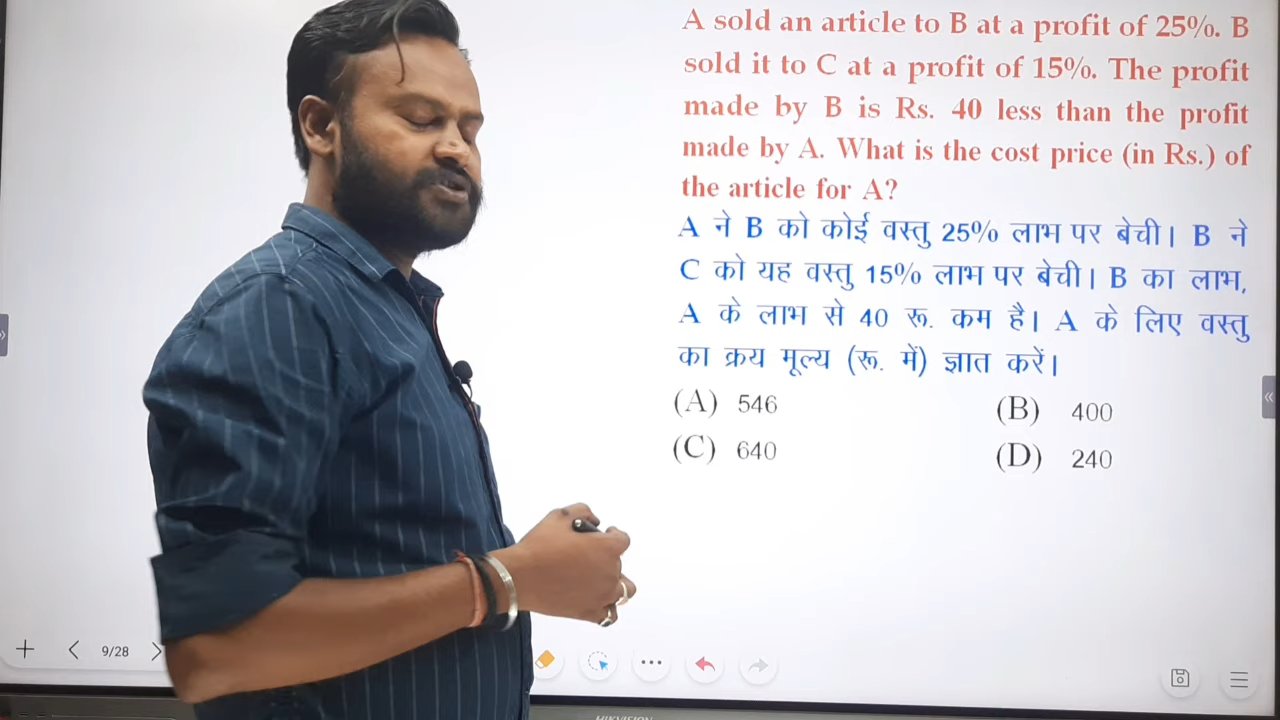 A sold an article to B at a profit of 25%. B
sold it to C at a profit of 15%. The profit
made by B is Rs. 40 less than the profit
made by A. What is the cost price (in Rs.) of
the article for A?
A ने B को कोई वस्तु 25% लाभ पर बेची। B ने
C को यह वस्तु 15% लाभ पर बेची। B का लाभ,
A के लाभ से 40 रू. कम है। A के लिए वस्तु
का क्रय मूल्य (रू. में) ज्ञात करें।
(A) 546 (B) 400
(C) 640 (D) 240
9/28
HIKVISION